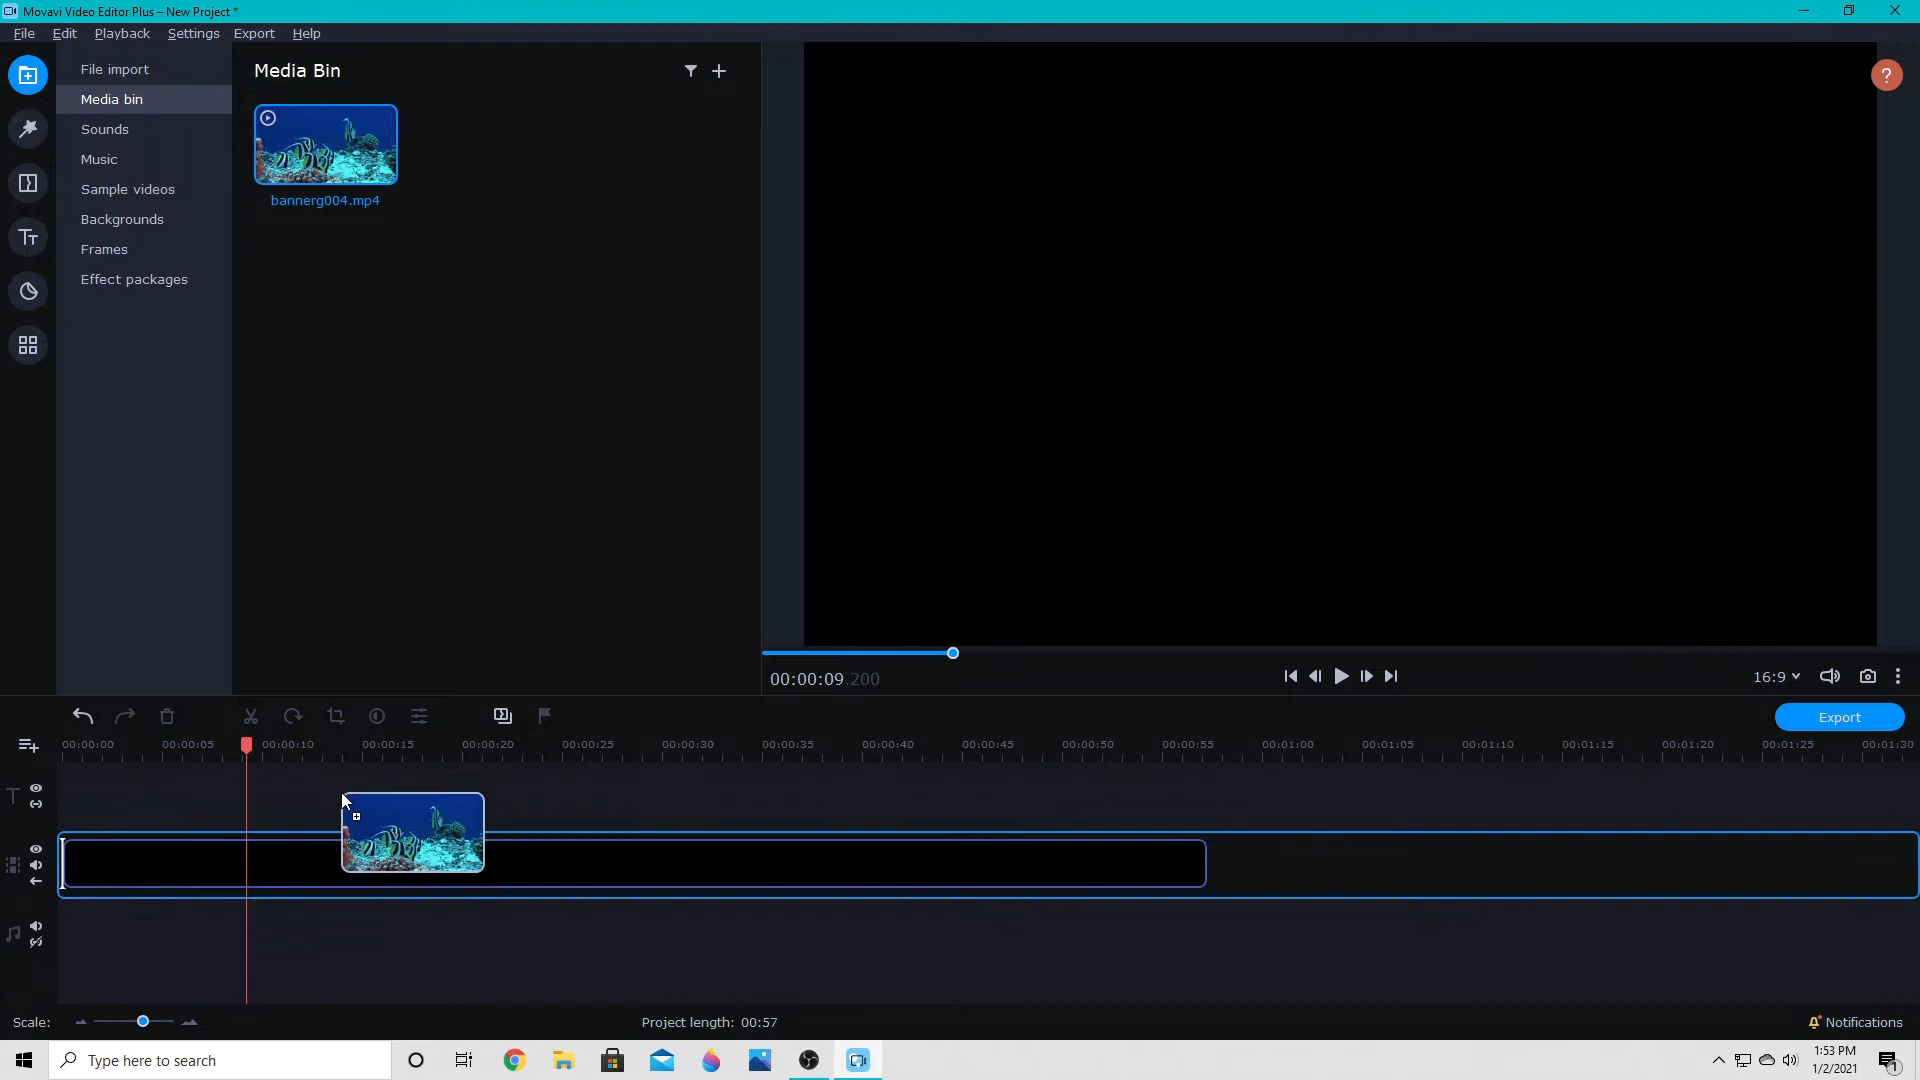 Movavi Video Editor Plus – New Project *
File Edit Playback Settings Export Help
File import
Media bin
Sounds
Music
Sample videos
Backgrounds
Frames
Effect packages
Media Bin
bannerg004.mp4
?
00:00:09.200
16:9
Export
00:00:00 00:00:05 00:00:10 00:00:15 00:00:20 00:00:25 00:00:30 00:00:35 00:00:40 00:00:45 00:00:50 00:00:55 00:01:00 00:01:05 00:01:10 00:01:15 00:01:20 00:01:25 00:01:30
Scale:
Project length: 00:57
Notifications
Type here to search
1:53 PM
1/2/2021
1